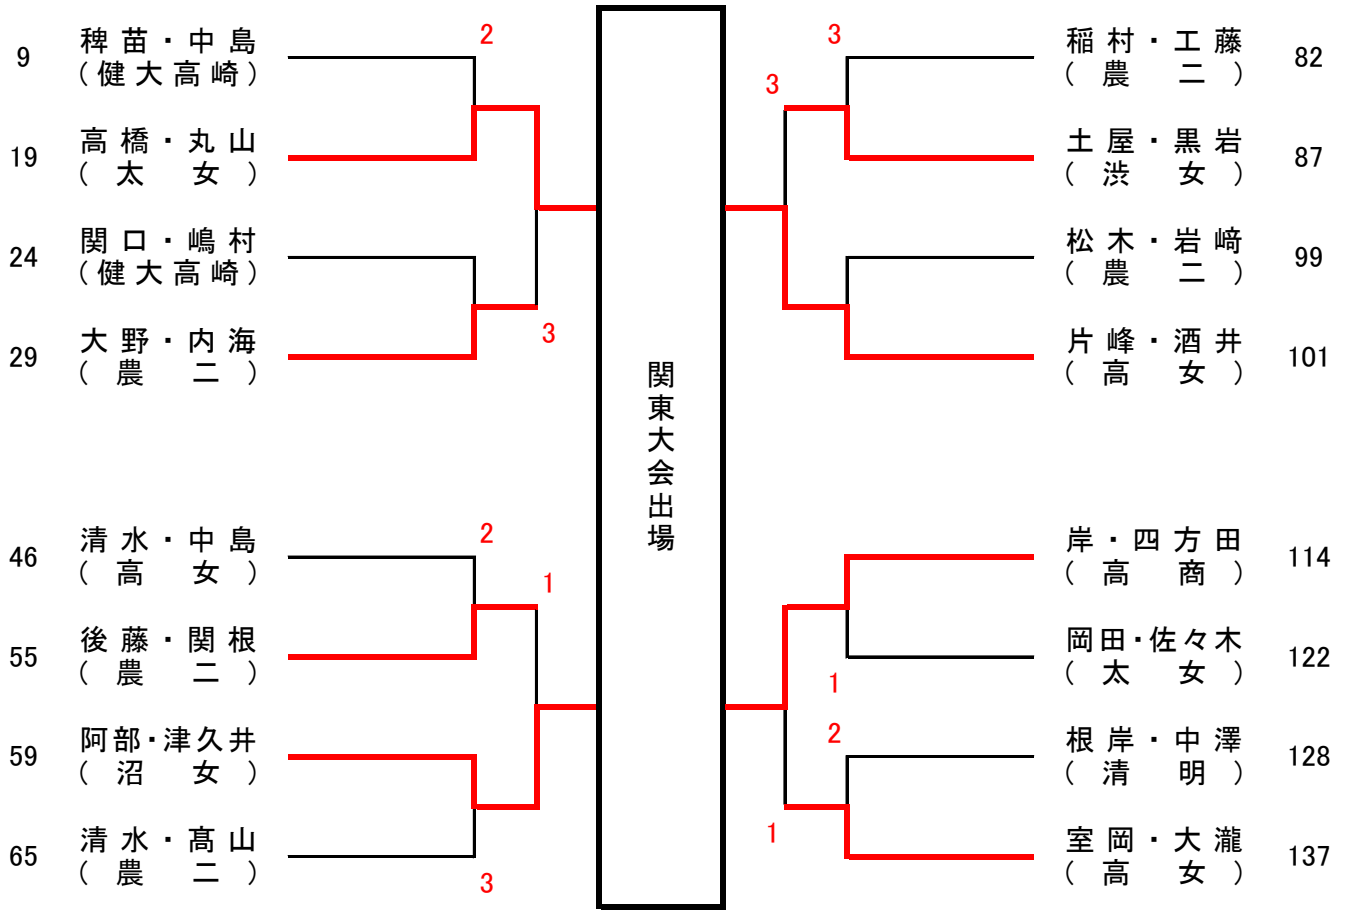 9 稗苗・中島
(健大高崎)
2
19 高橋・丸山
(太女)
24 関口・嶋村
(健大高崎)
3
29 大野・内海
(農二)
46 清水・中島
(高女)
2
1
55 後藤・関根
(農二)
59 阿部・津久井
(沼女)
65 清水・髙山
(農二)
3
関東大会出場
3
稲村・工藤 82
(農二)
3
土屋・黒岩 87
(渋女)
松木・岩﨑 99
(農二)
片峰・酒井 101
(高女)
岸・四方田 114
(高商)
岡田・佐々木 122
(太女)
1
2
根岸・中澤 128
(清明)
1
室岡・大瀧 137
(高女)